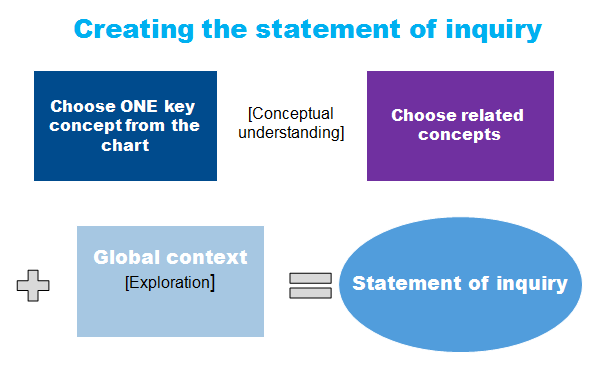 Creating the statement of inquiry
Choose ONE key
concept from the
chart
[Conceptual
understanding]
Choose related
concepts
Global context
[Exploration]
Statement of inquiry